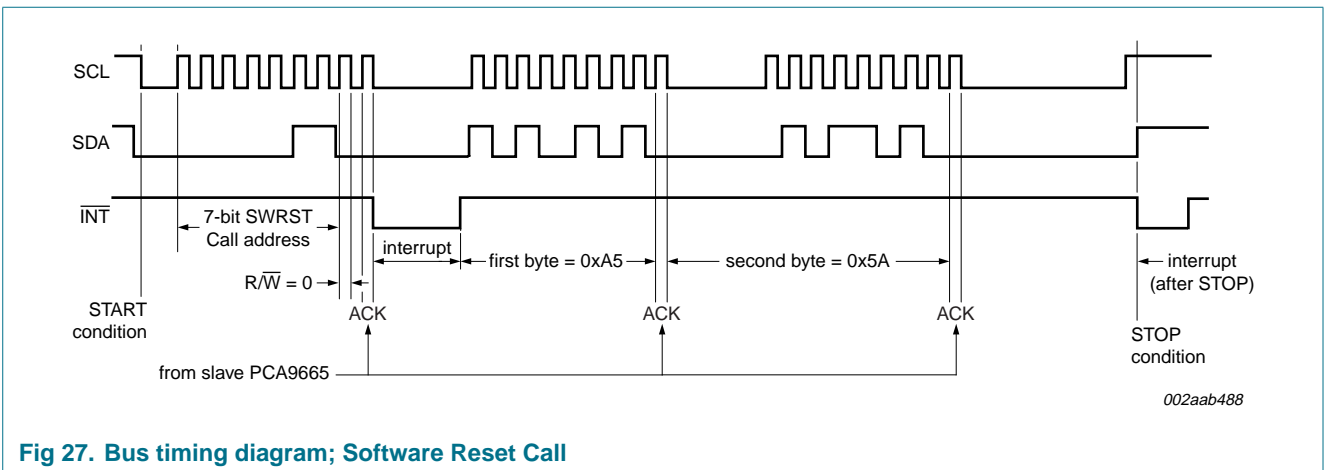 SCL
SDA
INT
7-bit SWRST
Call address
R/W = 0
interrupt
first byte = 0xA5
second byte = 0x5A
interrupt
(after STOP)
START
condition
ACK
ACK
ACK
STOP
condition
from slave PCA9665
002aab488
Fig 27. Bus timing diagram; Software Reset Call